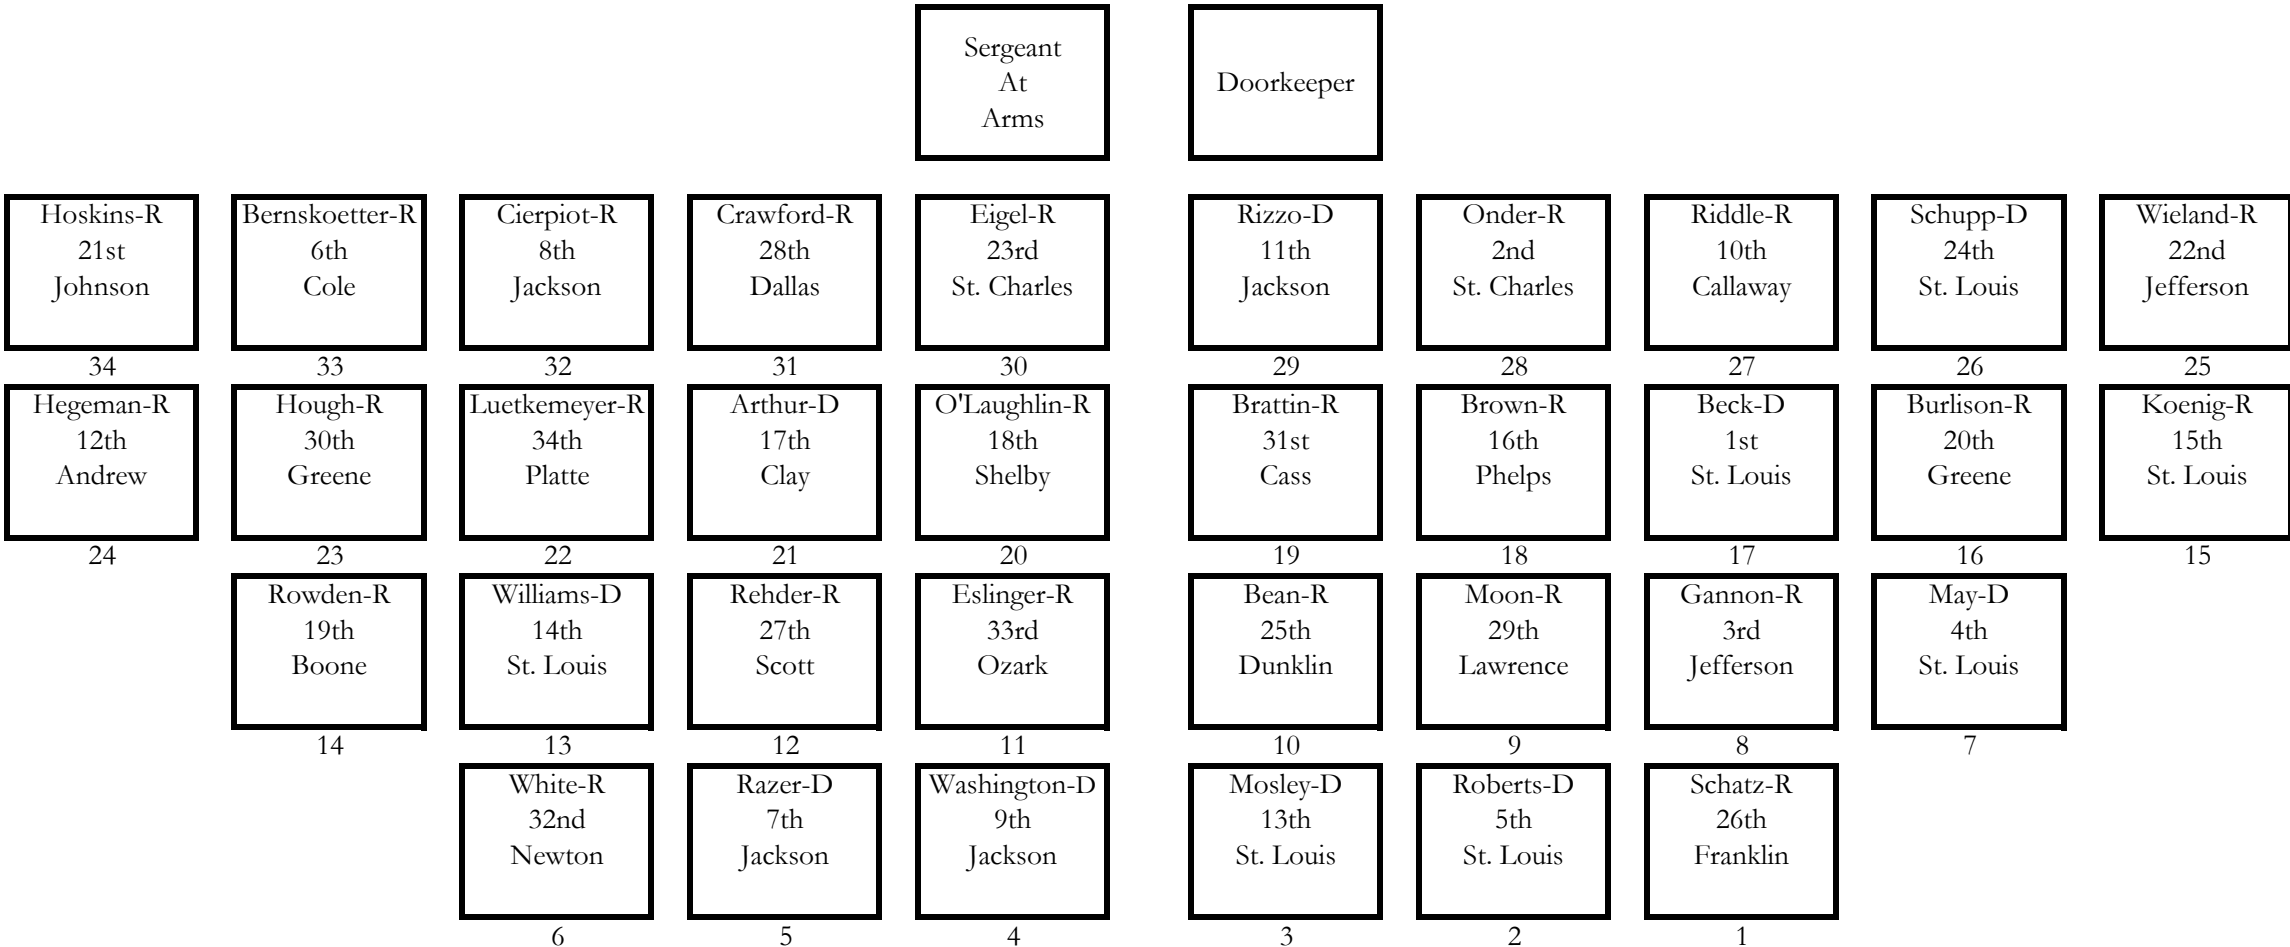 Sergeant
At
Arms
Doorkeeper
Hoskins-R
21st
Johnson
34
Bernskoetter-R
6th
Cole
33
Cierpiot-R
8th
Jackson
32
Crawford-R
28th
Dallas
31
Eigel-R
23rd
St. Charles
30
Rizzo-D
11th
Jackson
29
Onder-R
2nd
St. Charles
28
Riddle-R
10th
Callaway
27
Schupp-D
24th
St. Louis
26
Wieland-R
22nd
Jefferson
25
Hegeman-R
12th
Andrew
24
Hough-R
30th
Greene
23
Luetkemeyer-R
34th
Platte
22
Arthur-D
17th
Clay
21
O'Laughlin-R
18th
Shelby
20
Brattin-R
31st
Cass
19
Brown-R
16th
Phelps
18
Beck-D
1st
St. Louis
17
Burlison-R
20th
Greene
16
Koenig-R
15th
St. Louis
15
Rowden-R
19th
Boone
14
Williams-D
14th
St. Louis
13
Rehder-R
27th
Scott
12
Eslinger-R
33rd
Ozark
11
Bean-R
25th
Dunklin
10
Moon-R
29th
Lawrence
9
Gannon-R
3rd
Jefferson
8
May-D
4th
St. Louis
7
White-R
32nd
Newton
6
Razer-D
7th
Jackson
5
Washington-D
9th
Jackson
4
Mosley-D
13th
St. Louis
3
Roberts-D
5th
St. Louis
2
Schatz-R
26th
Franklin
1